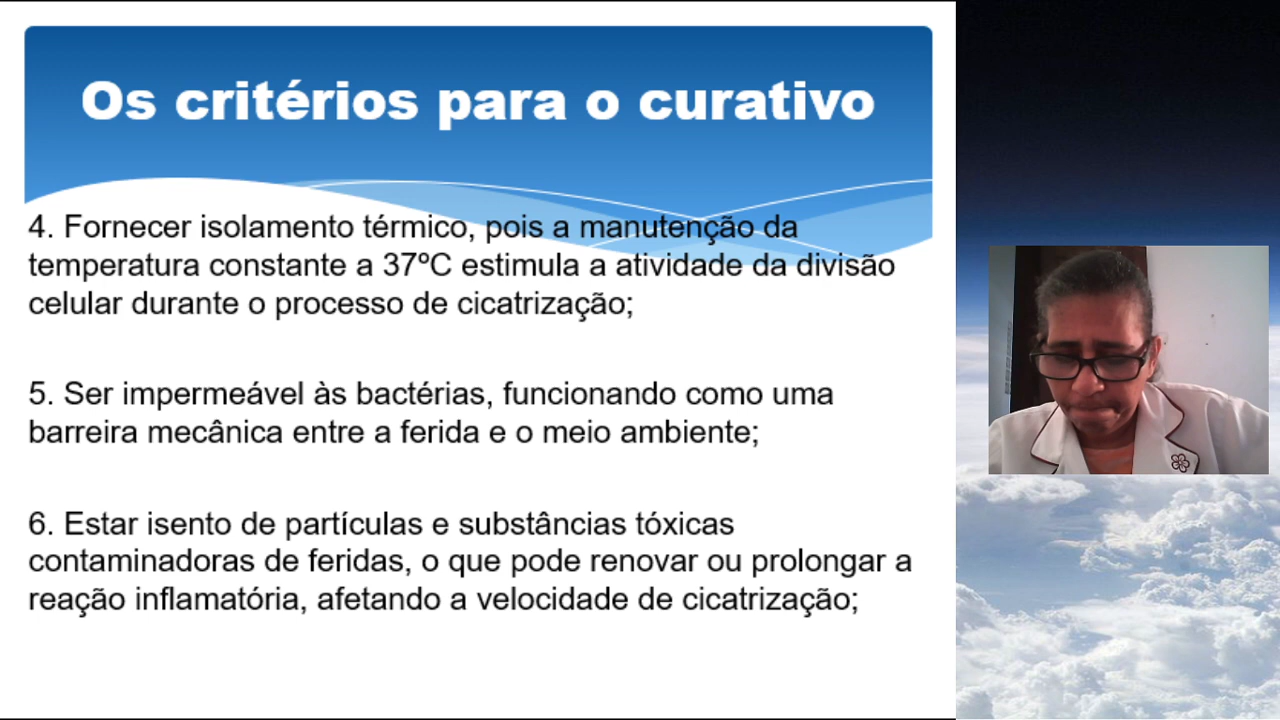 Os critérios para o curativo
4. Fornecer isolamento térmico, pois a manutenção da
temperatura constante a 37ºC estimula a atividade da divisão
celular durante o processo de cicatrização;
5. Ser impermeável às bactérias, funcionando como uma
barreira mecânica entre a ferida e o meio ambiente;
6. Estar isento de partículas e substâncias tóxicas
contaminadoras de feridas, o que pode renovar ou prolongar a
reação inflamatória, afetando a velocidade de cicatrização;